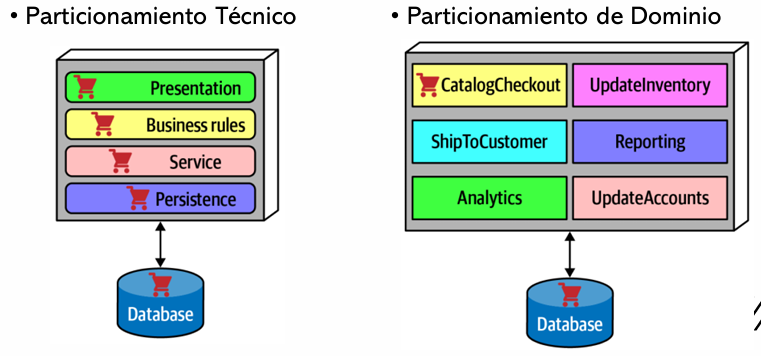 • Particionamiento Técnico
Presentation
Business rules
Service
Persistence
Database
• Particionamiento de Dominio
CatalogCheckout
UpdateInventory
ShipToCustomer
Reporting
Analytics
UpdateAccounts
Database